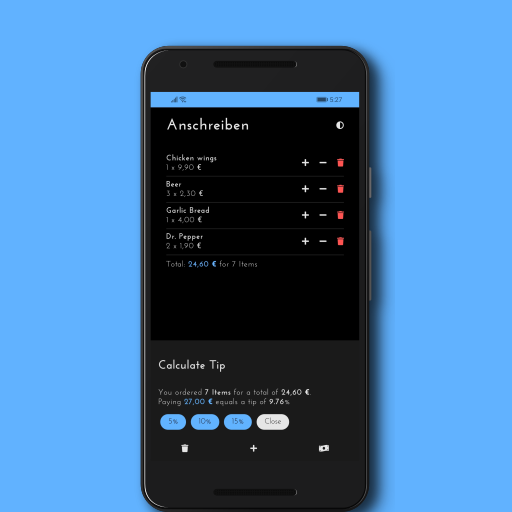 5:27
Anschreiben
Chicken wings
1 x 9,90 €
Beer
3 x 2,30 €
Garlic Bread
1 x 4,00 €
Dr. Pepper
2 x 1,90 €
Total: 24,60 € for 7 Items
Calculate Tip
You ordered 7 Items for a total of 24,60 €.
Paying 27,00 € equals a tip of 9.76%
5% 10% 15% Close